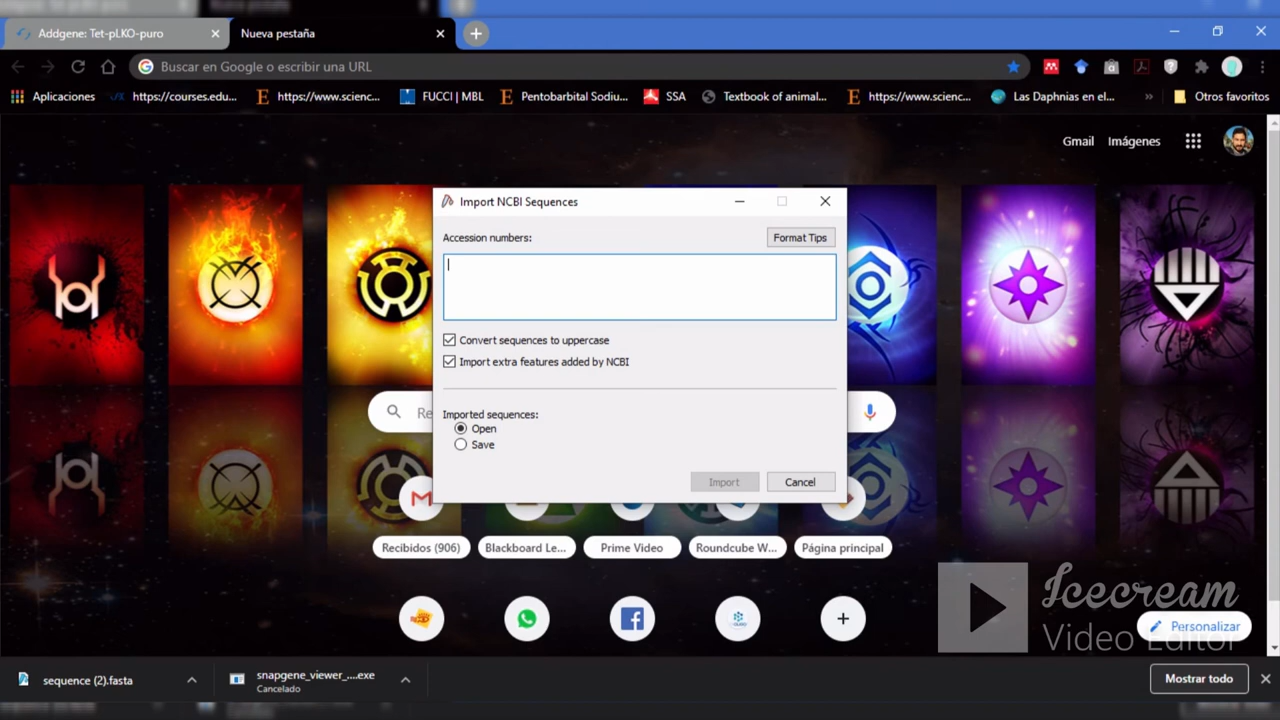 Addgene: Tet-pLKO-puro
Nueva pestaña
Buscar en Google o escribir una URL
Aplicaciones
https://courses.edu...
https://www.scienc...
FUCCI | MBL
Pentobarbital Sodiu...
SSA
Textbook of animal...
https://www.scienc...
Las Daphnias en el...
»
Otros favoritos
Gmail
Imágenes
Import NCBI Sequences
Accession numbers:
Format Tips
Convert sequences to uppercase
Import extra features added by NCBI
Re
Imported sequences:
Open
Save
Import
Cancel
Recibidos (906)
Blackboard Le...
Prime Video
Roundcube W...
Página principal
Icecream
Video Editor
Personalizar
sequence (2).fasta
snapgene_viewer_....exe
Cancelado
Mostrar todo